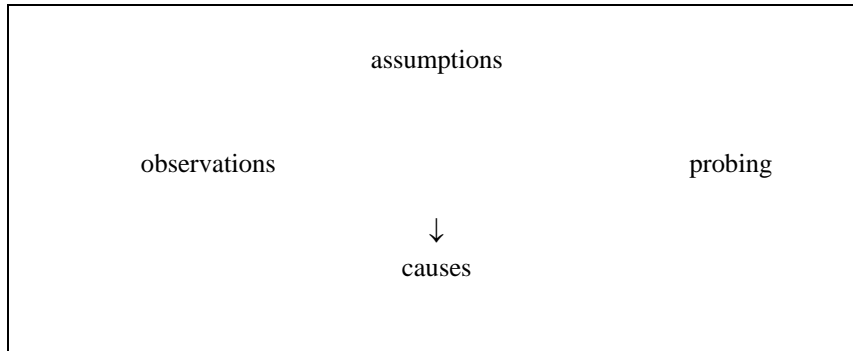 assumptions
observations probing
↓
causes